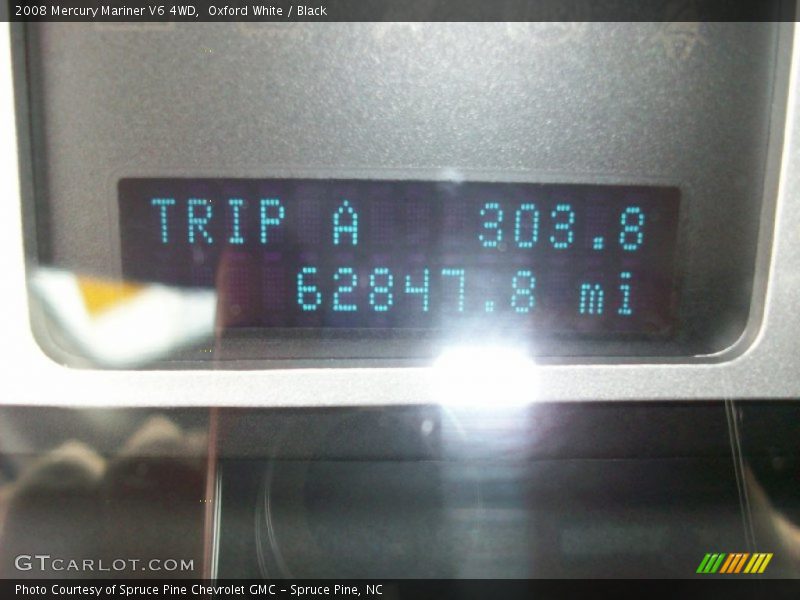 2008 Mercury Mariner V6 4WD,  Oxford White / Black
TRIP A 303.8
62847.8 mi
GTCARLOT.COM
Photo Courtesy of Spruce Pine Chevrolet GMC – Spruce Pine, NC